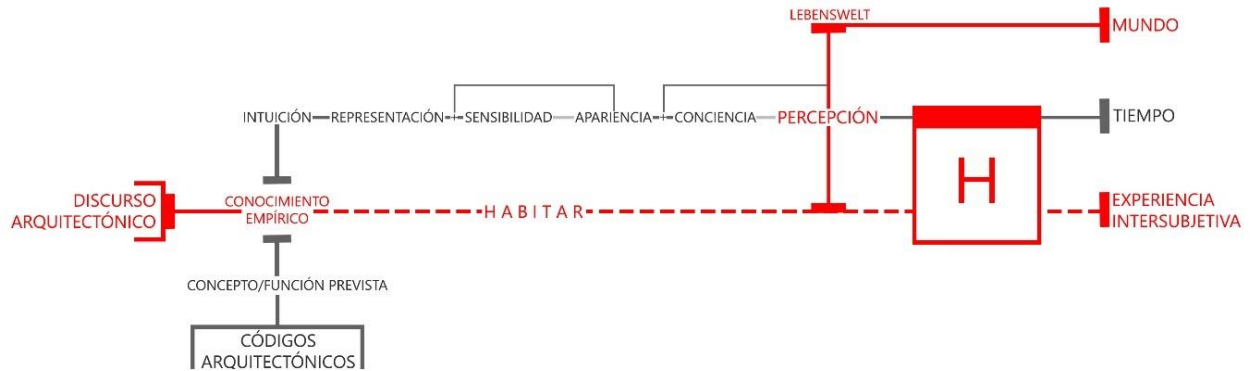 LEBENSWELT
MUNDO
INTUICIÓN REPRESENTACIÓN SENSIBILIDAD APARIENCIA CONCIENCIA PERCEPCIÓN TIEMPO
H
DISCURSO
ARQUITECTÓNICO
CONOCIMIENTO
EMPÍRICO
HABITAR
EXPERIENCIA
INTERSUBJETIVA
CONCEPTO/FUNCIÓN PREVISTA
CÓDIGOS
ARQUITECTÓNICOS